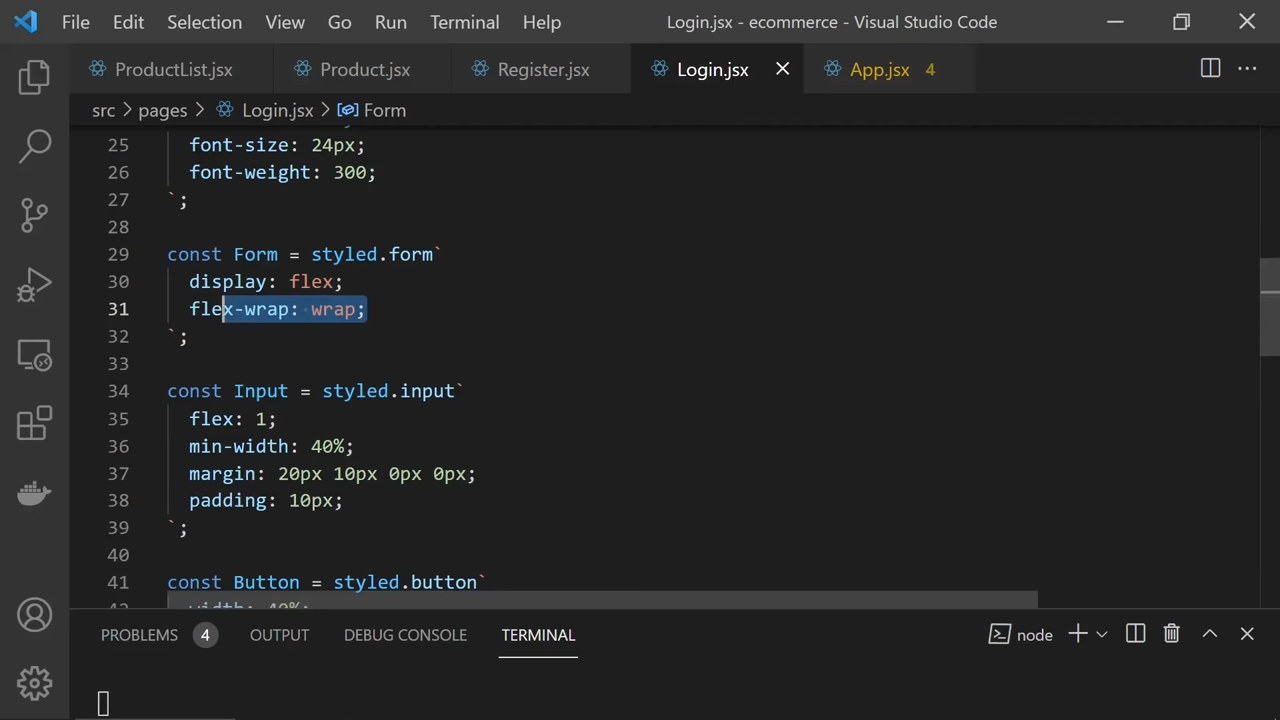 File Edit Selection View Go Run Terminal Help Login.jsx - ecommerce - Visual Studio Code
ProductList.jsx Product.jsx Register.jsx Login.jsx App.jsx 4
src > pages > Login.jsx > Form
25 font-size: 24px;
26 font-weight: 300;
27 `;
28
29 const Form = styled.form`
30 display: flex;
31 flex-wrap: wrap;
32 `;
33
34 const Input = styled.input`
35 flex: 1;
36 min-width: 40%;
37 margin: 20px 10px 0px 0px;
38 padding: 10px;
39 `;
40
41 const Button = styled.button`
42 width: 40%;
PROBLEMS 4 OUTPUT DEBUG CONSOLE TERMINAL node